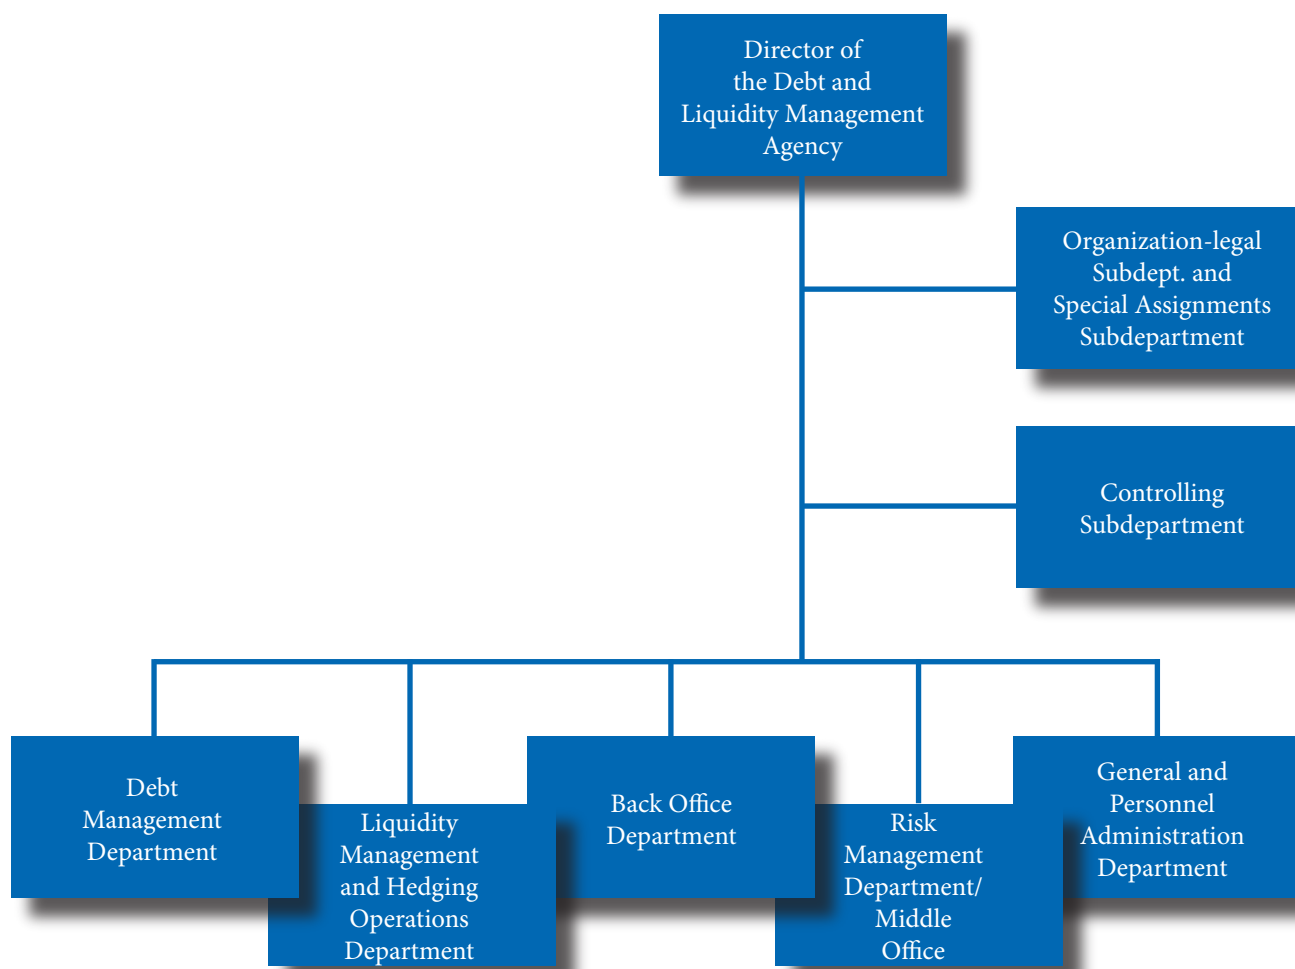 Director of
the Debt and
Liquidity Management
Agency
Organization-legal
Subdept. and
Special Assignments
Subdepartment
Controlling
Subdepartment
Debt
Management
Department
Liquidity
Management
and Hedging
Operations
Department
Back Office
Department
Risk
Management
Department/
Middle
Office
General and
Personnel
Administration
Department